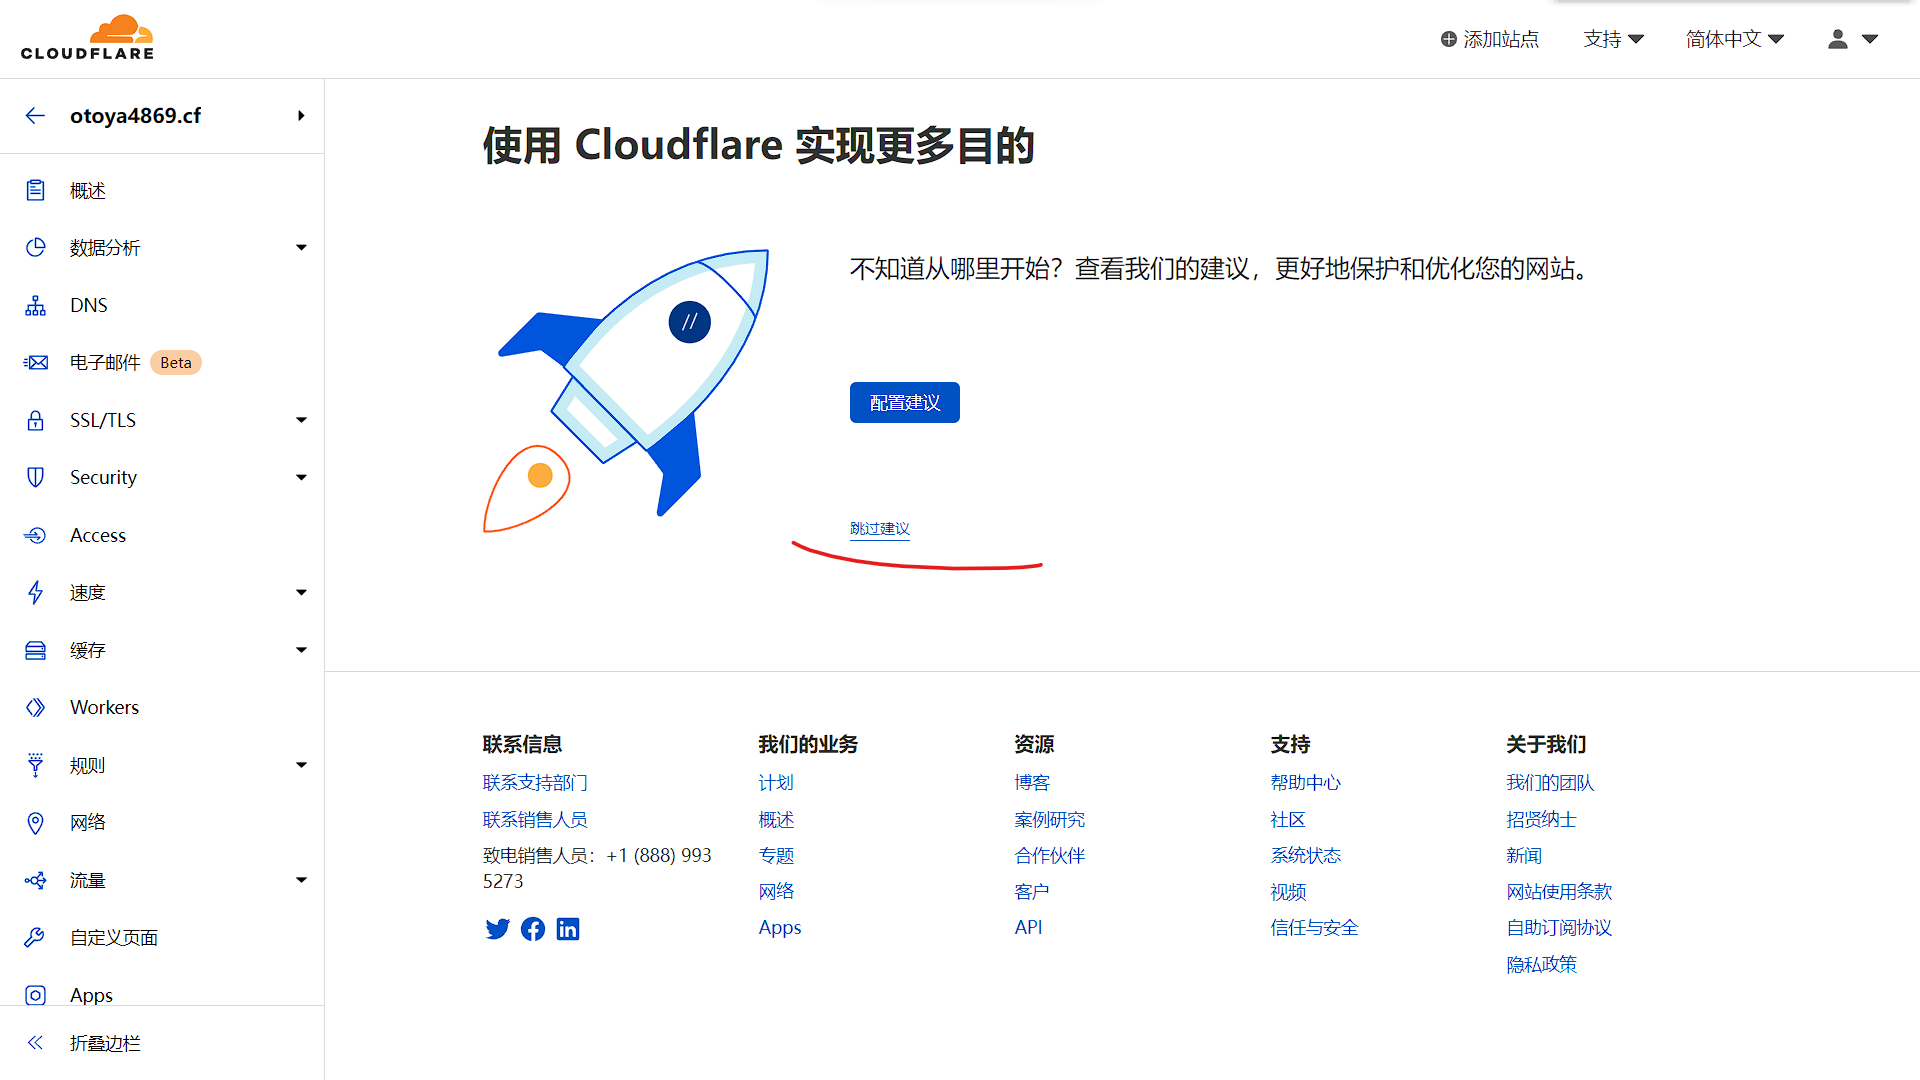 CLOUDFLARE
添加站点
支持
简体中文
otoya4869.cf
概述
数据分析
DNS
电子邮件 Beta
SSL/TLS
Security
Access
速度
缓存
Workers
规则
网络
流量
自定义页面
Apps
折叠边栏
使用 Cloudflare 实现更多目的
不知道从哪里开始？查看我们的建议，更好地保护和优化您的网站。
配置建议
跳过建议
联系信息
联系支持部门
联系销售人员
致电销售人员：+1 (888) 993
5273
我们的业务
计划
概述
专题
网络
Apps
资源
博客
案例研究
合作伙伴
客户
API
支持
帮助中心
社区
系统状态
视频
信任与安全
关于我们
我们的团队
招贤纳士
新闻
网站使用条款
自助订阅协议
隐私政策